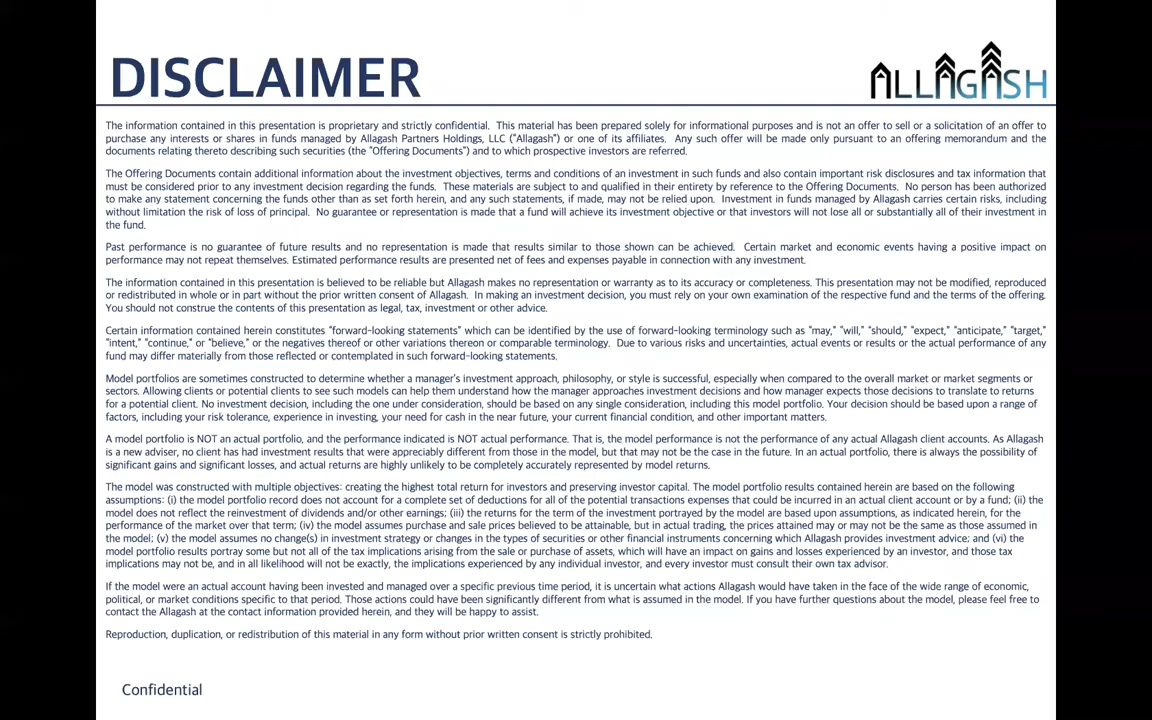 DISCLAIMER
ALLAGASH
The information contained in this presentation is proprietary and strictly confidential. This material has been prepared solely for informational purposes and is not an offer to sell or a solicitation of an offer to
purchase any interests or shares in funds managed by Allagash Partners Holdings, LLC ("Allagash") or one of its affiliates. Any such offer will be made only pursuant to an offering memorandum and the
documents relating thereto describing such securities (the "Offering Documents") and to which prospective investors are referred.
The Offering Documents contain additional information about the investment objectives, terms and conditions of an investment in such funds and also contain important risk disclosures and tax information that
must be considered prior to any investment decision regarding the funds. These materials are subject to and qualified in their entirety by reference to the Offering Documents. No person has been authorized
to make any statement concerning the funds other than as set forth herein, and any such statements, if made, may not be relied upon. Investment in funds managed by Allagash carries certain risks, including
without limitation the risk of loss of principal. No guarantee or representation is made that a fund will achieve its investment objective or that investors will not lose all or substantially all of their investment in
the fund.
Past performance is no guarantee of future results and no representation is made that results similar to those shown can be achieved. Certain market and economic events having a positive impact on
performance may not repeat themselves. Estimated performance results are presented net of fees and expenses payable in connection with any investment.
The information contained in this presentation is believed to be reliable but Allagash makes no representation or warranty as to its accuracy or completeness. This presentation may not be modified, reproduced
or redistributed in whole or in part without the prior written consent of Allagash. In making an investment decision, you must rely on your own examination of the respective fund and the terms of the offering.
You should not construe the contents of this presentation as legal, tax, investment or other advice.
Certain information contained herein constitutes "forward-looking statements" which can be identified by the use of forward-looking terminology such as "may," "will," "should," "expect," "anticipate," "target,"
"intent," "continue," or "believe," or the negatives thereof or other variations thereon or comparable terminology. Due to various risks and uncertainties, actual events or results or the actual performance of any
fund may differ materially from those reflected or contemplated in such forward-looking statements.
Model portfolios are sometimes constructed to determine whether a manager's investment approach, philosophy, or style is successful, especially when compared to the overall market or market segments or
sectors. Allowing clients or potential clients to see such models can help them understand how the manager approaches investment decisions and how manager expects those decisions to translate to returns
for a potential client. No investment decision, including the one under consideration, should be based on any single consideration, including this model portfolio. Your decision should be based upon a range of
factors, including your risk tolerance, experience in investing, your need for cash in the near future, your current financial condition, and other important matters.
A model portfolio is NOT an actual portfolio, and the performance indicated is NOT actual performance. That is, the model performance is not the performance of any actual Allagash client accounts. As Allagash
is a new adviser, no client has had investment results that were appreciably different from those in the model, but that may not be the case in the future. In an actual portfolio, there is always the possibility of
significant gains and significant losses, and actual returns are highly unlikely to be completely accurately represented by model returns.
The model was constructed with multiple objectives: creating the highest total return for investors and preserving investor capital. The model portfolio results contained herein are based on the following
assumptions: (i) the model portfolio record does not account for a complete set of deductions for all of the potential transactions expenses that could be incurred in an actual client account or by a fund; (ii) the
model does not reflect the reinvestment of dividends and/or other earnings; (iii) the returns for the term of the investment portrayed by the model are based upon assumptions, as indicated herein, for the
performance of the market over that term; (iv) the model assumes purchase and sale prices believed to be attainable, but in actual trading, the prices attained may or may not be the same as those assumed in
the model; (v) the model assumes no change(s) in investment strategy or changes in the types of securities or other financial instruments concerning which Allagash provides investment advice; and (vi) the
model portfolio results portray some but not all of the tax implications arising from the sale or purchase of assets, which will have an impact on gains and losses experienced by an investor, and those tax
implications may not be, and in all likelihood will not be exactly, the implications experienced by any individual investor, and every investor must consult their own tax advisor.
If the model were an actual account having been invested and managed over a specific previous time period, it is uncertain what actions Allagash would have taken in the face of the wide range of economic,
political, or market conditions specific to that period. Those actions could have been significantly different from what is assumed in the model. If you have further questions about the model, please feel free to
contact the Allagash at the contact information provided herein, and they will be happy to assist.
Reproduction, duplication, or redistribution of this material in any form without prior written consent is strictly prohibited.
Confidential